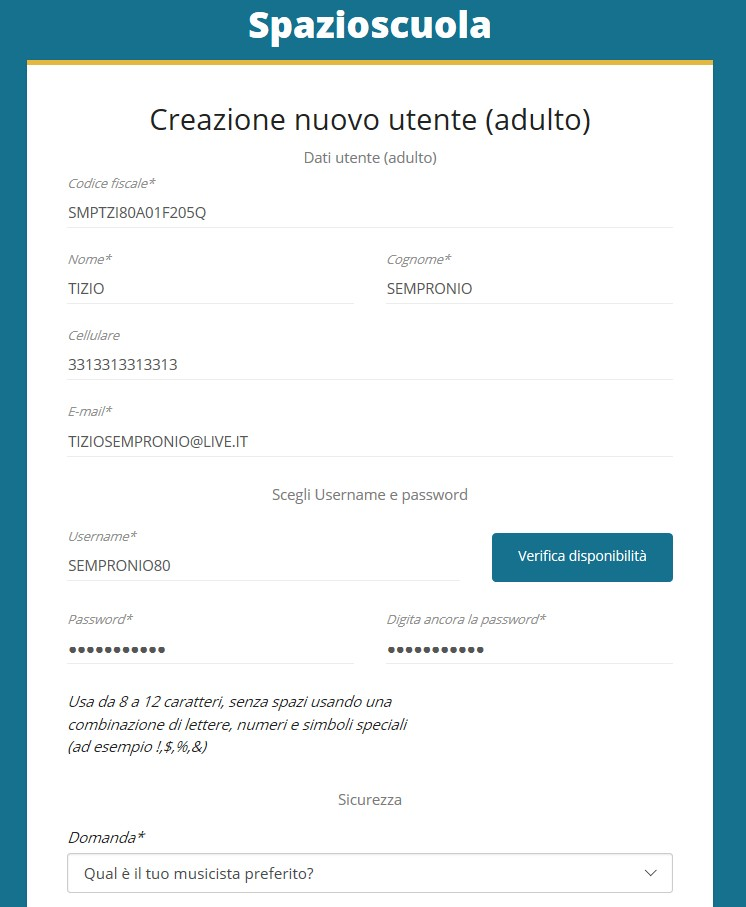 Spazioscuola
Creazione nuovo utente (adulto)
Dati utente (adulto)
Codice fiscale*
SMPTZI80A01F205Q
Nome*
Cognome*
TIZIO
SEMPRONIO
Cellulare
3313313313313
E-mail*
TIZIOSEMPRONIO@LIVE.IT
Scegli Username e password
Username*
SEMPRONIO80
Verifica disponibilità
Password*
Digita ancora la password*
•••••••••••
•••••••••••
Usa da 8 a 12 caratteri, senza spazi usando una
combinazione di lettere, numeri e simboli speciali
(ad esempio !,$,%,&)
Sicurezza
Domanda*
Qual è il tuo musicista preferito?